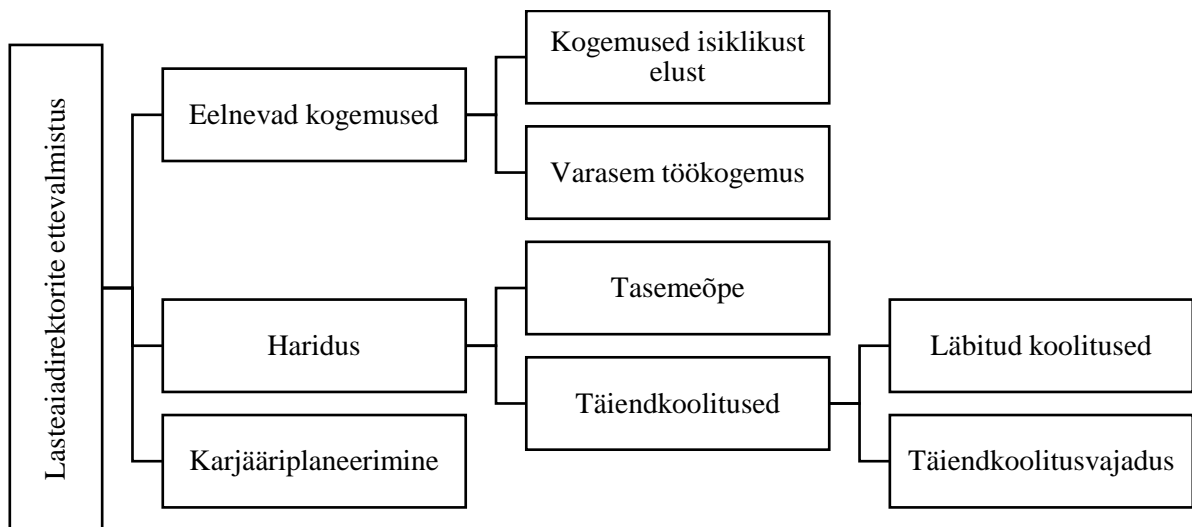 Lasteaiadirektorite ettevalmistus
Eelnevad kogemused
Kogemused isiklikust
elust
Varasem töökogemus
Haridus
Tasemeõpe
Täiendkoolitused
Läbitud koolitused
Täiendkoolitusvajadus
Karjääriplaneerimine